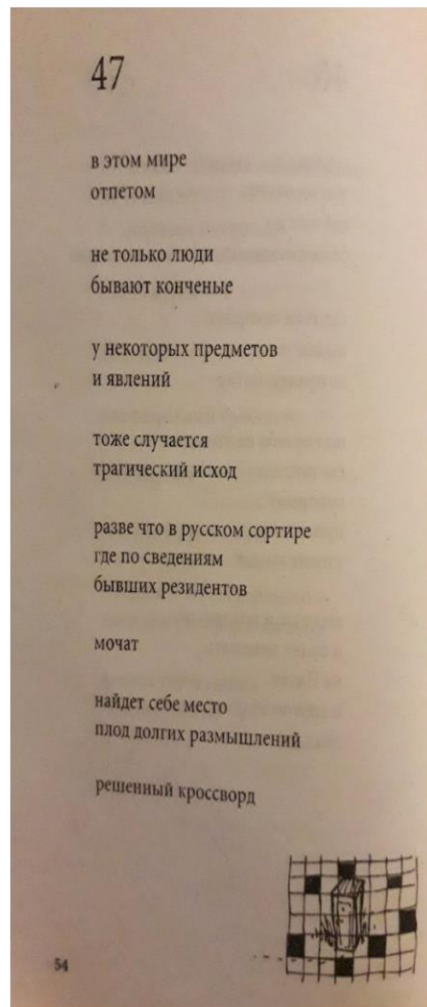 47
в этом мире
отпетом
не только люди
бывают конченые
у некоторых предметов
и явлений
тоже случается
трагический исход
разве что в русском сортире
где по сведениям
бывших резидентов
мочат
найдет себе место
плод долгих размышлений
решенный кроссворд
54